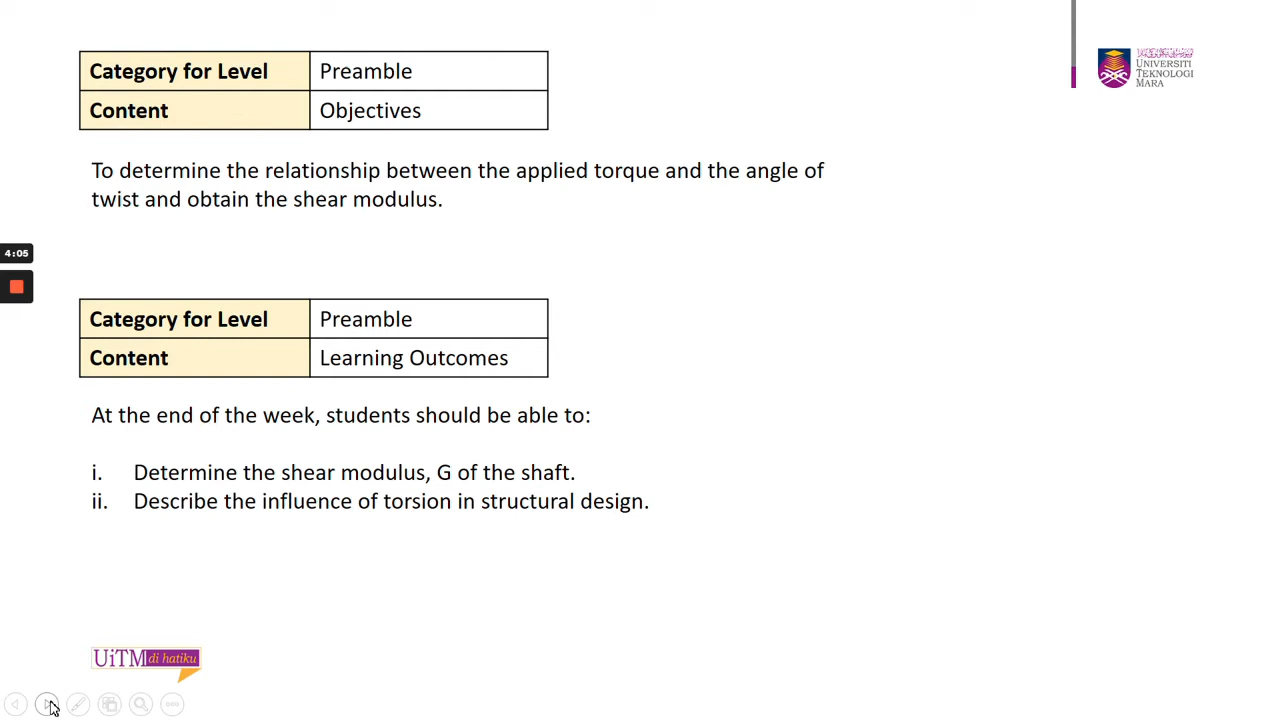 Category for Level Preamble
Content Objectives
UNIVERSITI
TEKNOLOGI
MARA
To determine the relationship between the applied torque and the angle of
twist and obtain the shear modulus.
4:05
Category for Level Preamble
Content Learning Outcomes
At the end of the week, students should be able to:
i. Determine the shear modulus, G of the shaft.
ii. Describe the influence of torsion in structural design.
UiTM di hatiku